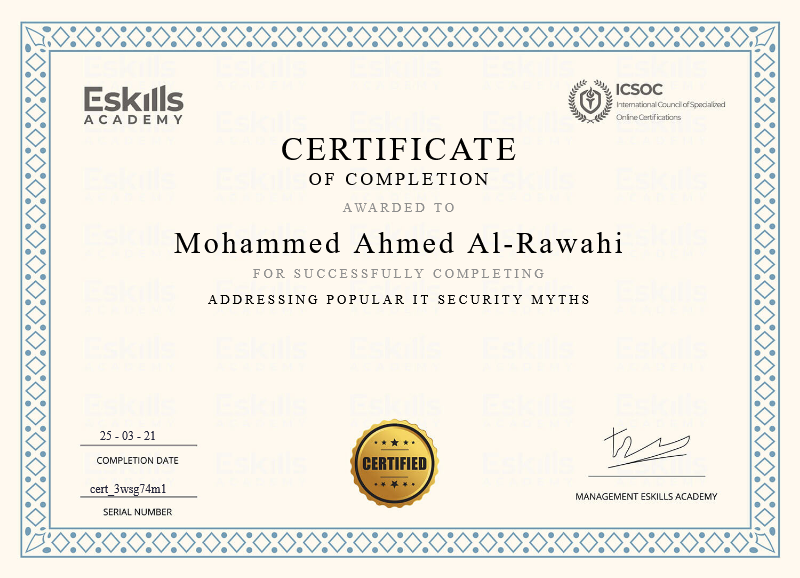 Eskills
ACADEMY
ICSOC
International Council of Specialized
Online Certifications
CERTIFICATE
OF COMPLETION
AWARDED TO
Mohammed Ahmed Al-Rawahi
FOR SUCCESSFULLY COMPLETING
ADDRESSING POPULAR IT SECURITY MYTHS
25 - 03 - 21
COMPLETION DATE
cert_3wsg74m1
SERIAL NUMBER
CERTIFIED
MANAGEMENT ESKILLS ACADEMY